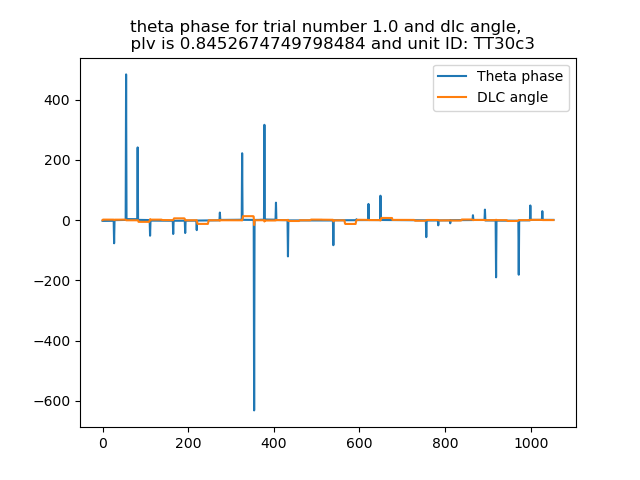 theta phase for trial number 1.0 and dlc angle,
plv is 0.8452674749798484 and unit ID: TT30c3
Theta phase
DLC angle
400
200
0
−200
−400
−600
0 200 400 600 800 1000